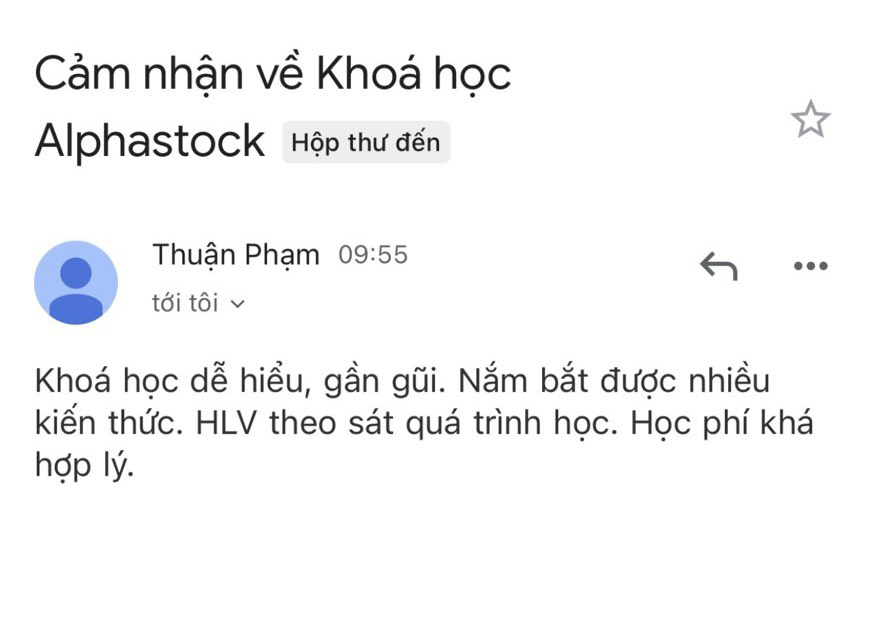 Cảm nhận về Khoá học
Alphastock Hộp thư đến
Thuận Phạm 09:55
tới tôi
Khoá học dễ hiểu, gần gũi. Nắm bắt được nhiều
kiến thức. HLV theo sát quá trình học. Học phí khá
hợp lý.